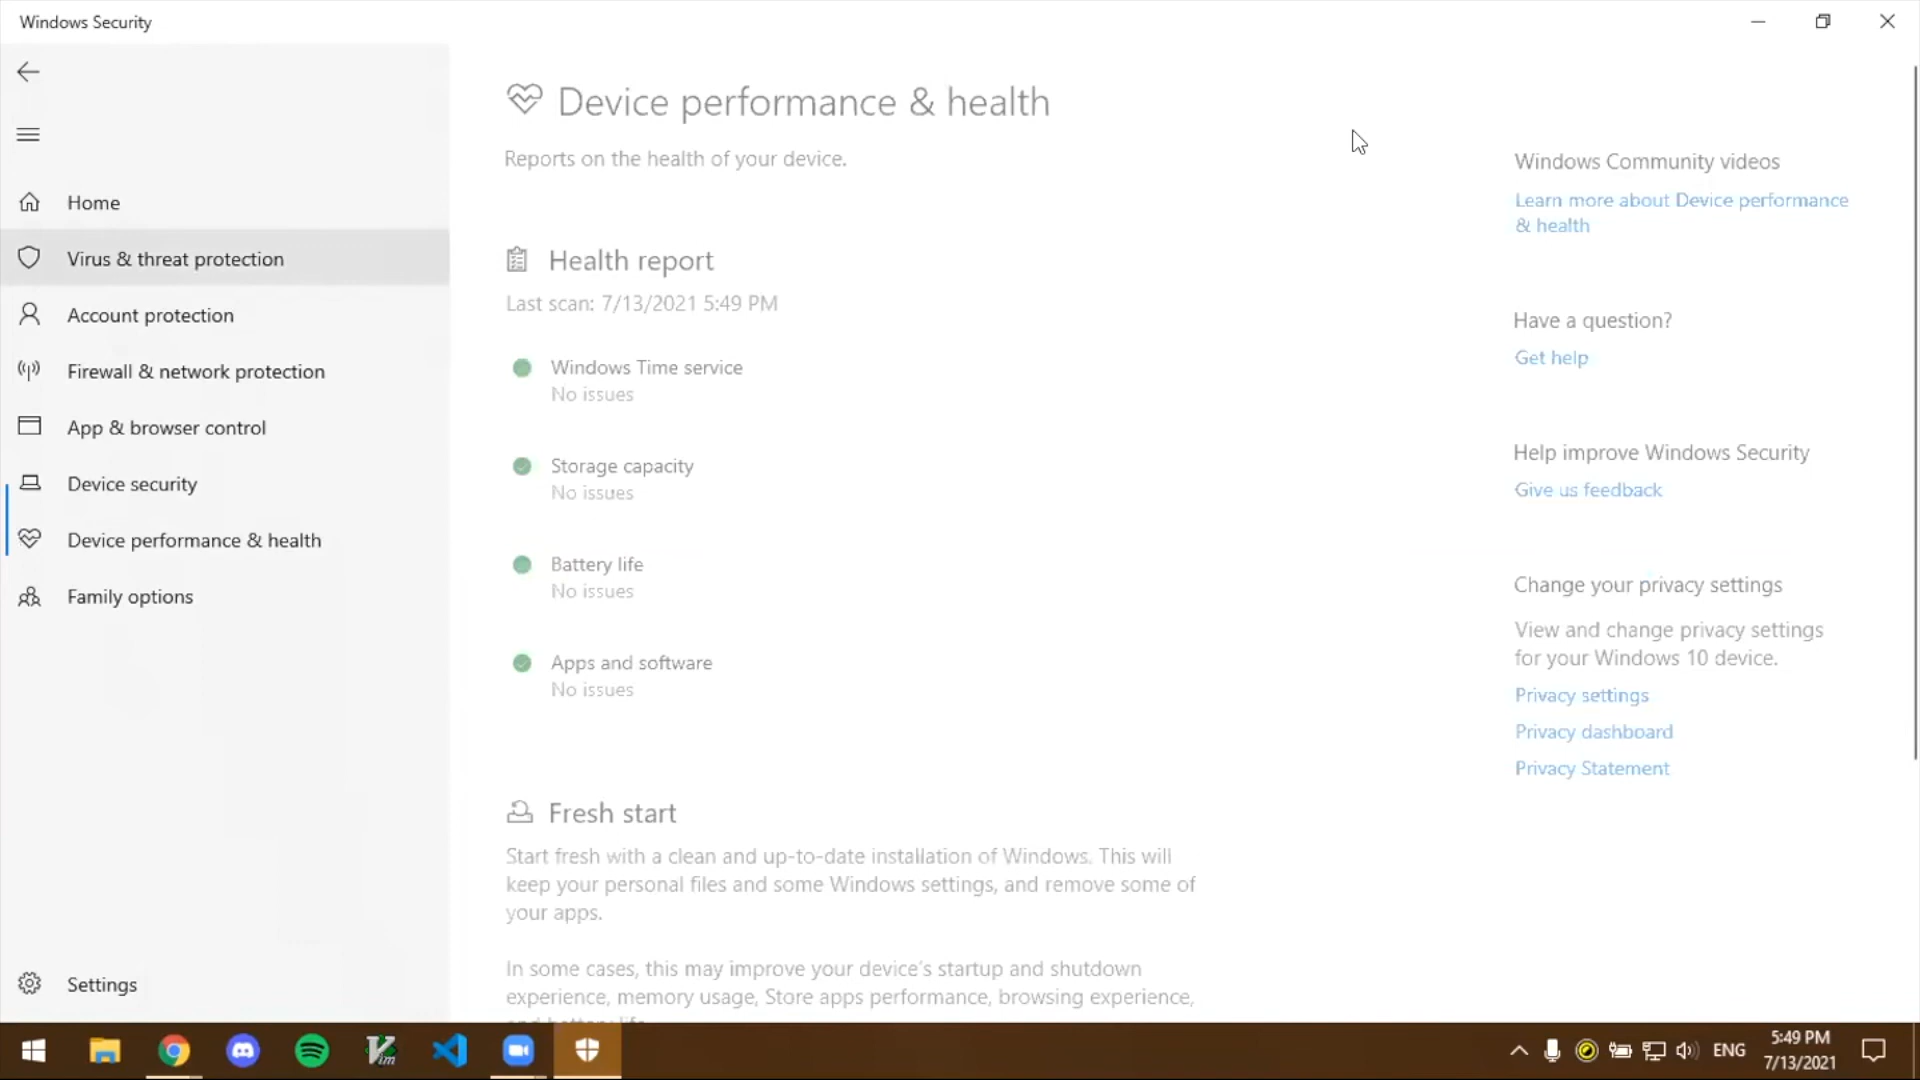 Windows Security
Home
Virus & threat protection
Account protection
Firewall & network protection
App & browser control
Device security
Device performance & health
Family options
Settings
Device performance & health
Reports on the health of your device.
Health report
Last scan: 7/13/2021 5:49 PM
Windows Time service
No issues
Storage capacity
No issues
Battery life
No issues
Apps and software
No issues
Fresh start
Start fresh with a clean and up-to-date installation of Windows. This will
keep your personal files and some Windows settings, and remove some of
your apps.
In some cases, this may improve your device's startup and shutdown
experience, memory usage, Store apps performance, browsing experience,
and battery life.
Windows Community videos
Learn more about Device performance
& health
Have a question?
Get help
Help improve Windows Security
Give us feedback
Change your privacy settings
View and change privacy settings
for your Windows 10 device.
Privacy settings
Privacy dashboard
Privacy Statement
Vim
ENG
5:49 PM
7/13/2021